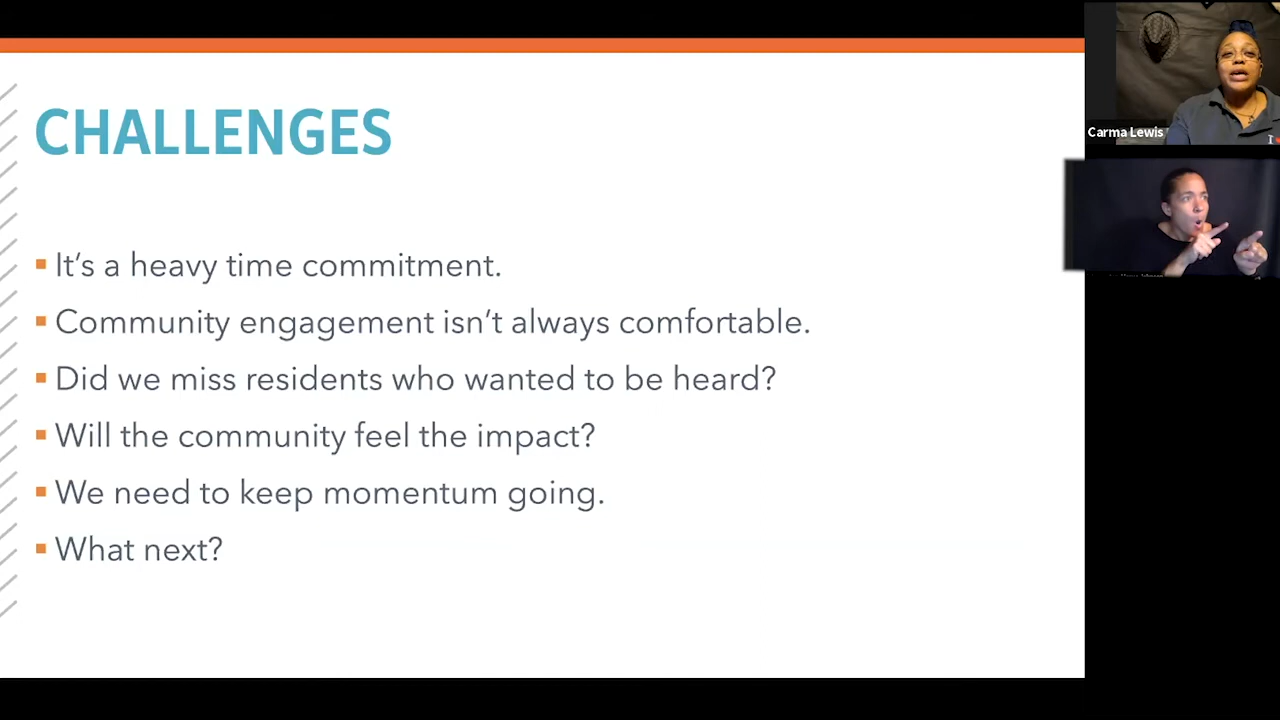 CHALLENGES
It's a heavy time commitment.
Community engagement isn't always comfortable.
Did we miss residents who wanted to be heard?
Will the community feel the impact?
We need to keep momentum going.
What next?
Carma Lewis
I